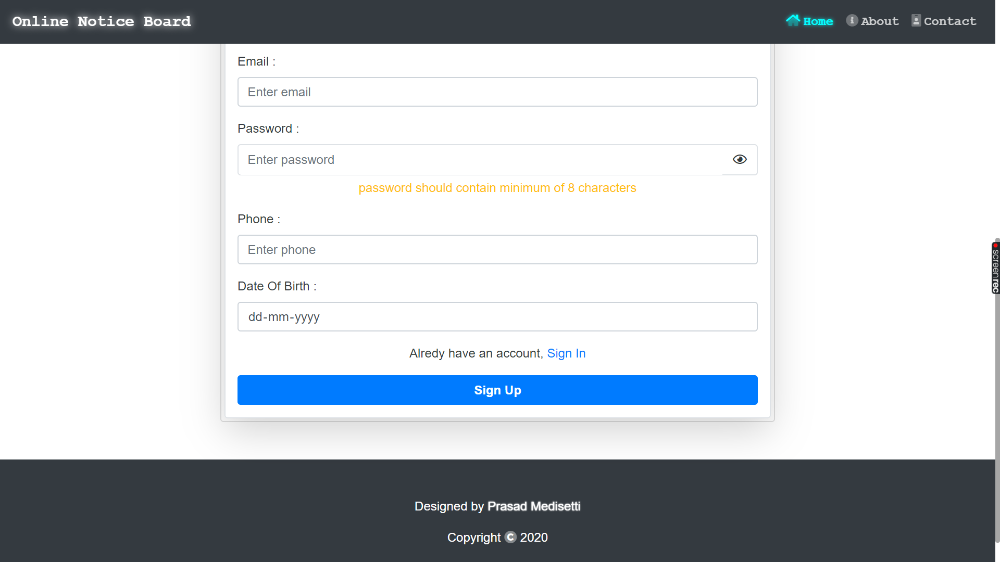 Online Notice Board
Home About Contact
Email :
Enter email
Password :
Enter password
password should contain minimum of 8 characters
Phone :
Enter phone
Date Of Birth :
dd-mm-yyyy
Alredy have an account, Sign In
Sign Up
screenrec
Designed by Prasad Medisetti
Copyright © 2020